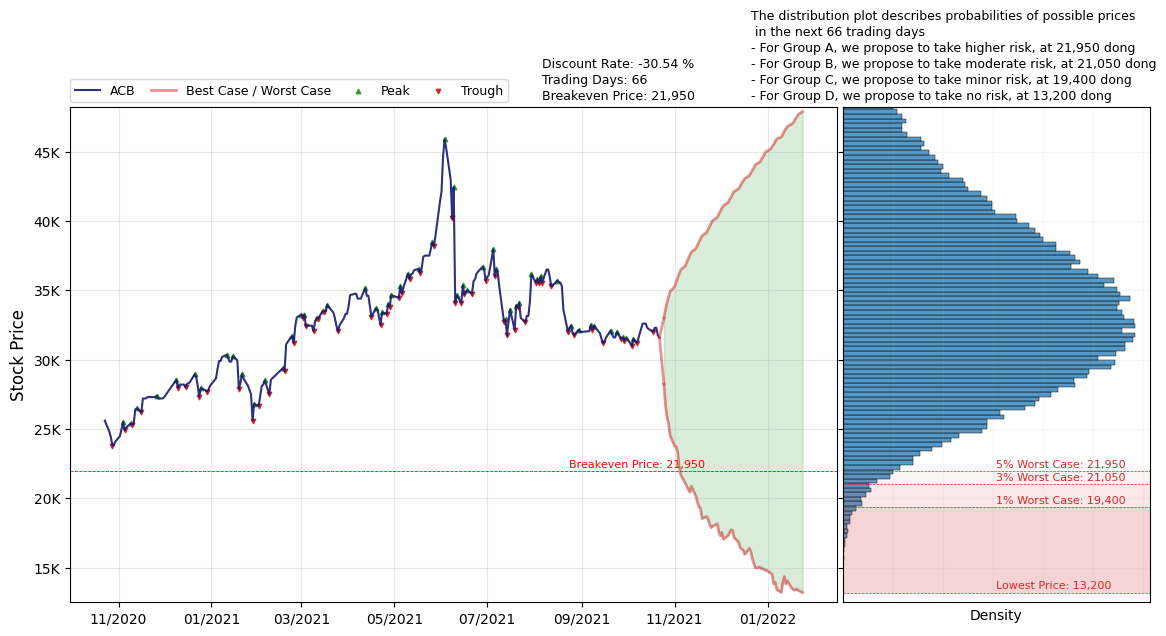 The distribution plot describes probabilities of possible prices
in the next 66 trading days
- For Group A, we propose to take higher risk, at 21,950 dong
- For Group B, we propose to take moderate risk, at 21,050 dong
- For Group C, we propose to take minor risk, at 19,400 dong
- For Group D, we propose to take no risk, at 13,200 dong
Discount Rate: -30.54 %
Trading Days: 66
Breakeven Price: 21,950
ACB
Best Case / Worst Case
Peak
Trough
Stock Price
45K
40K
35K
30K
25K
20K
15K
Breakeven Price: 21,950
5% Worst Case: 21,950
3% Worst Case: 21,050
1% Worst Case: 19,400
Lowest Price: 13,200
11/2020
01/2021
03/2021
05/2021
07/2021
09/2021
11/2021
01/2022
Density